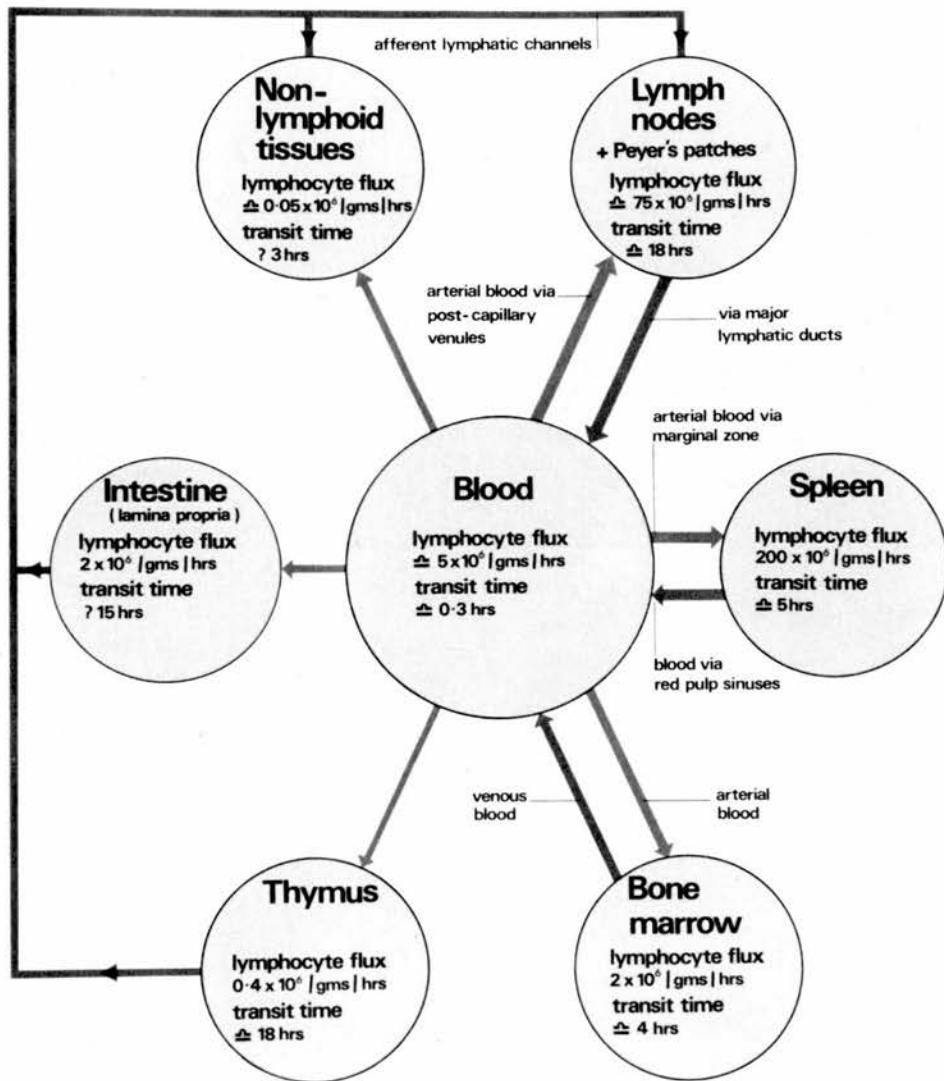 afferent lymphatic channels
Non-
lymphoid
tissues
lymphocyte flux
≏ 0·05 x 10⁶ | gms | hrs
transit time
? 3 hrs
Lymph
nodes
+ Peyer's patches
lymphocyte flux
≏ 75 x 10⁶ | gms | hrs
transit time
≏ 18 hrs
arterial blood via
post-capillary
venules
via major
lymphatic ducts
arterial blood via
marginal zone
Intestine
( lamina propria )
lymphocyte flux
2 x 10⁶ | gms | hrs
transit time
? 15 hrs
Blood
lymphocyte flux
≏ 5 x 10⁶ | gms | hrs
transit time
≏ 0·3 hrs
Spleen
lymphocyte flux
200 x 10⁶ | gms | hrs
transit time
≏ 5 hrs
blood via
red pulp sinuses
venous
blood
arterial
blood
Thymus
lymphocyte flux
0·4 x 10⁶ | gms | hrs
transit time
≏ 18 hrs
Bone
marrow
lymphocyte flux
2 x 10⁶ | gms | hrs
transit time
≏ 4 hrs